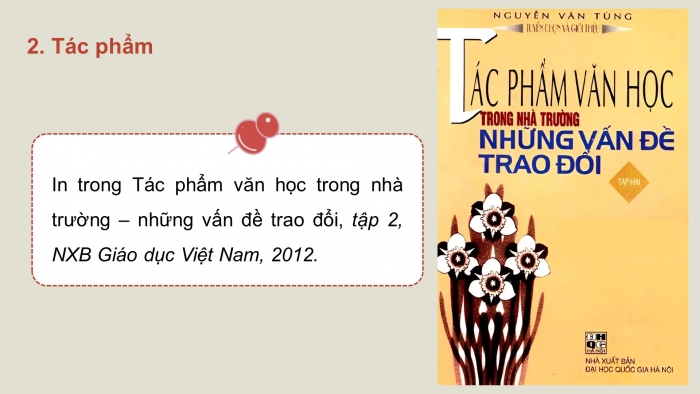 2. Tác phẩm
In trong Tác phẩm văn học trong nhà
trường – những vấn đề trao đổi, tập 2,
NXB Giáo dục Việt Nam, 2012.
NGUYỄN VĂN TÙNG
TUYỂN CHỌN VÀ GIỚI THIỆU
TÁC PHẨM VĂN HỌC
TRONG NHÀ TRƯỜNG
NHỮNG VẤN ĐỀ
TRAO ĐỔI
TẬP HAI
NHÀ XUẤT BẢN
ĐẠI HỌC QUỐC GIA HÀ NỘI